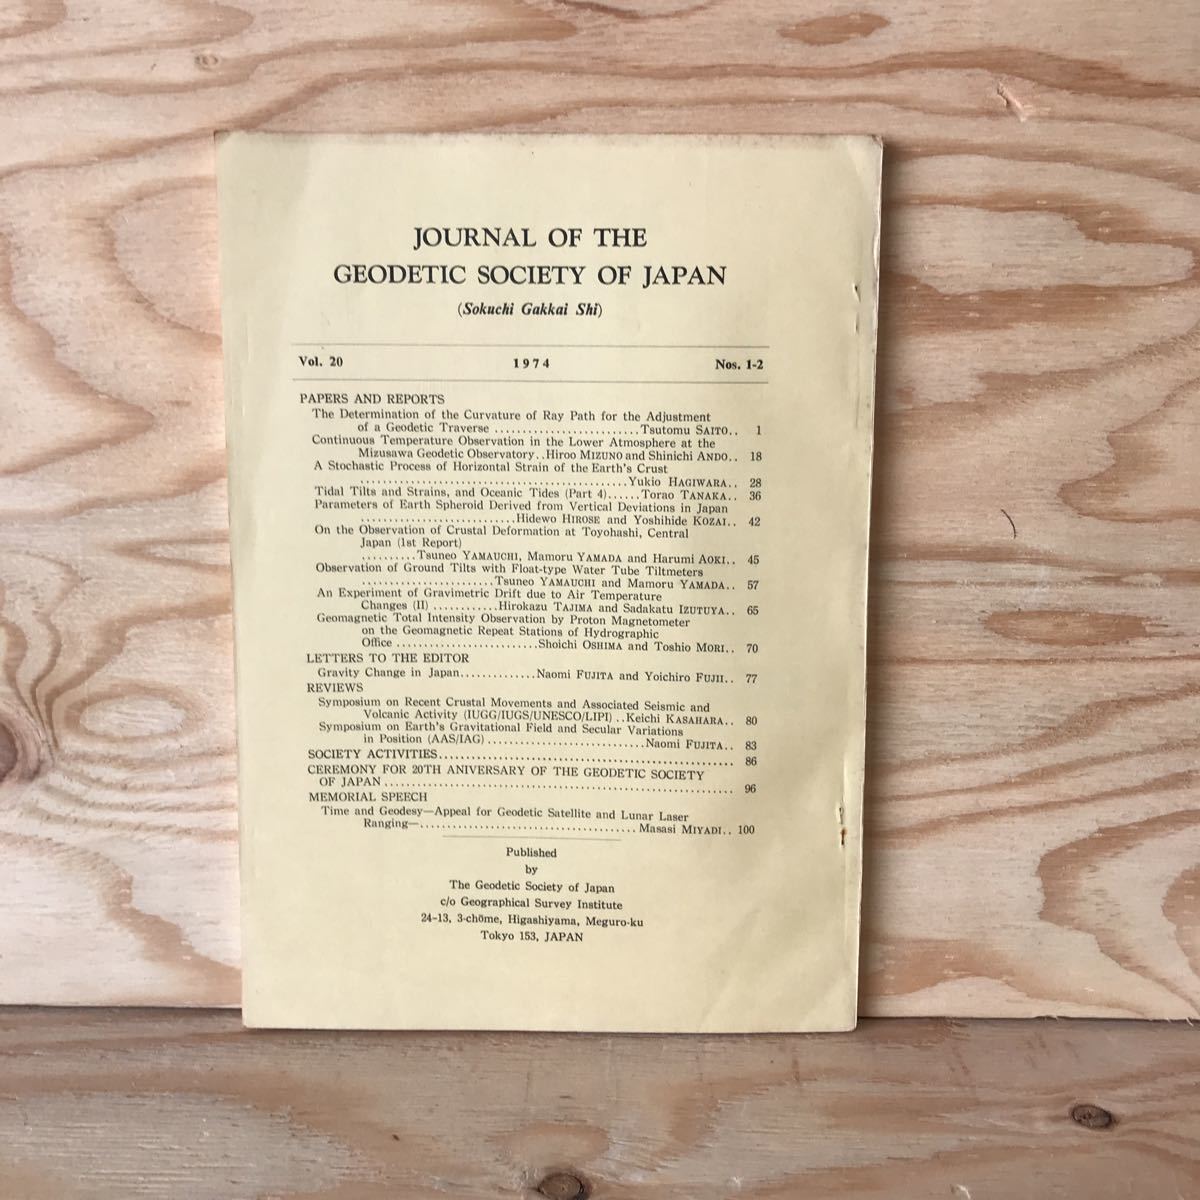 JOURNAL OF THE
GEODETIC SOCIETY OF JAPAN
(Sokuchi Gakkai Shi)
Vol. 20 1974 Nos. 1-2
PAPERS AND REPORTS
The Determination of the Curvature of Ray Path for the Adjustment
of a Geodetic Traverse ..........................Tsutomu SAITO.. 1
Continuous Temperature Observation in the Lower Atmosphere at the
Mizusawa Geodetic Observatory..Hiroo MIZUNO and Shinichi ANDO.. 18
A Stochastic Process of Horizontal Strain of the Earth's Crust
................................................Yukio HAGIWARA.. 28
Tidal Tilts and Strains, and Oceanic Tides (Part 4)......Torao TANAKA.. 36
Parameters of Earth Spheroid Derived from Vertical Deviations in Japan
............................Hidewo HIROSE and Yoshihide KOZAI.. 42
On the Observation of Crustal Deformation at Toyohashi, Central
Japan (1st Report)
..........Tsuneo YAMAUCHI, Mamoru YAMADA and Harumi AOKI.. 45
Observation of Ground Tilts with Float-type Water Tube Tiltmeters
........................Tsuneo YAMAUCHI and Mamoru YAMADA.. 57
An Experiment of Gravimetric Drift due to Air Temperature
Changes (II) ............Hirokazu TAJIMA and Sadakatu IZUTUYA.. 65
Geomagnetic Total Intensity Observation by Proton Magnetometer
on the Geomagnetic Repeat Stations of Hydrographic
Office ..........................Shoichi OSHIMA and Toshio MORI.. 70
LETTERS TO THE EDITOR
Gravity Change in Japan..............Naomi FUJITA and Yoichiro FUJII.. 77
REVIEWS
Symposium on Recent Crustal Movements and Associated Seismic and
Volcanic Activity (IUGG/IUGS/UNESCO/LIPI) ..Keichi KASAHARA.. 80
Symposium on Earth's Gravitational Field and Secular Variations
in Position (AAS/IAG) ............................Naomi FUJITA.. 83
SOCIETY ACTIVITIES...................................................... 86
CEREMONY FOR 20TH ANIVERSARY OF THE GEODETIC SOCIETY
OF JAPAN ................................................................ 96
MEMORIAL SPEECH
Time and Geodesy—Appeal for Geodetic Satellite and Lunar Laser
Ranging—........................................Masasi MIYADI.. 100
Published
by
The Geodetic Society of Japan
c/o Geographical Survey Institute
24-13, 3-chōme, Higashiyama, Meguro-ku
Tokyo 153, JAPAN